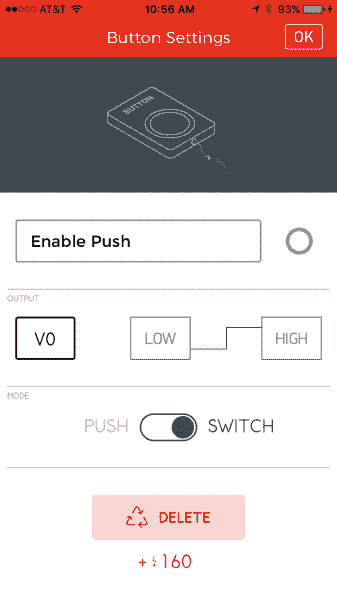 AT&T 10:56 AM 93%
Button Settings OK
BUTTON
Enable Push
OUTPUT
V0 LOW HIGH
MODE
PUSH SWITCH
DELETE
+ 160